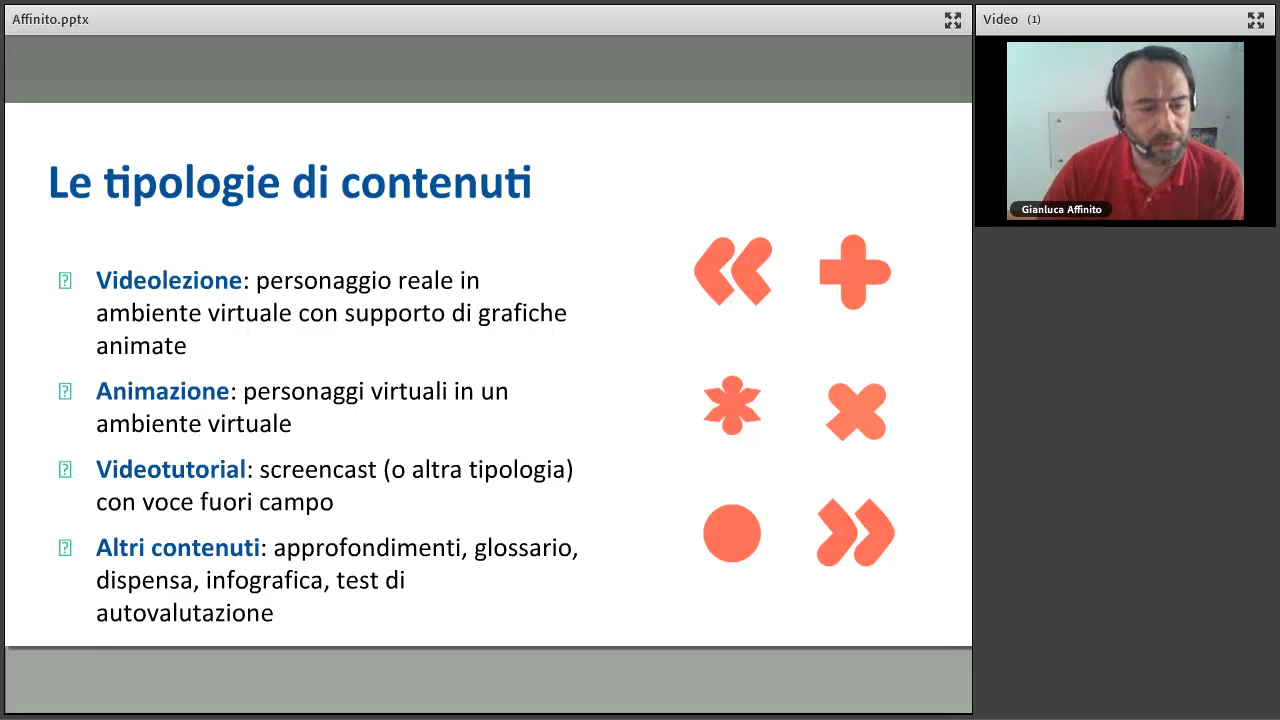 Affinito.pptx
Video (1)
Gianluca Affinito
Le tipologie di contenuti
Videolezione: personaggio reale in
ambiente virtuale con supporto di grafiche
animate
Animazione: personaggi virtuali in un
ambiente virtuale
Videotutorial: screencast (o altra tipologia)
con voce fuori campo
Altri contenuti: approfondimenti, glossario,
dispensa, infografica, test di
autovalutazione